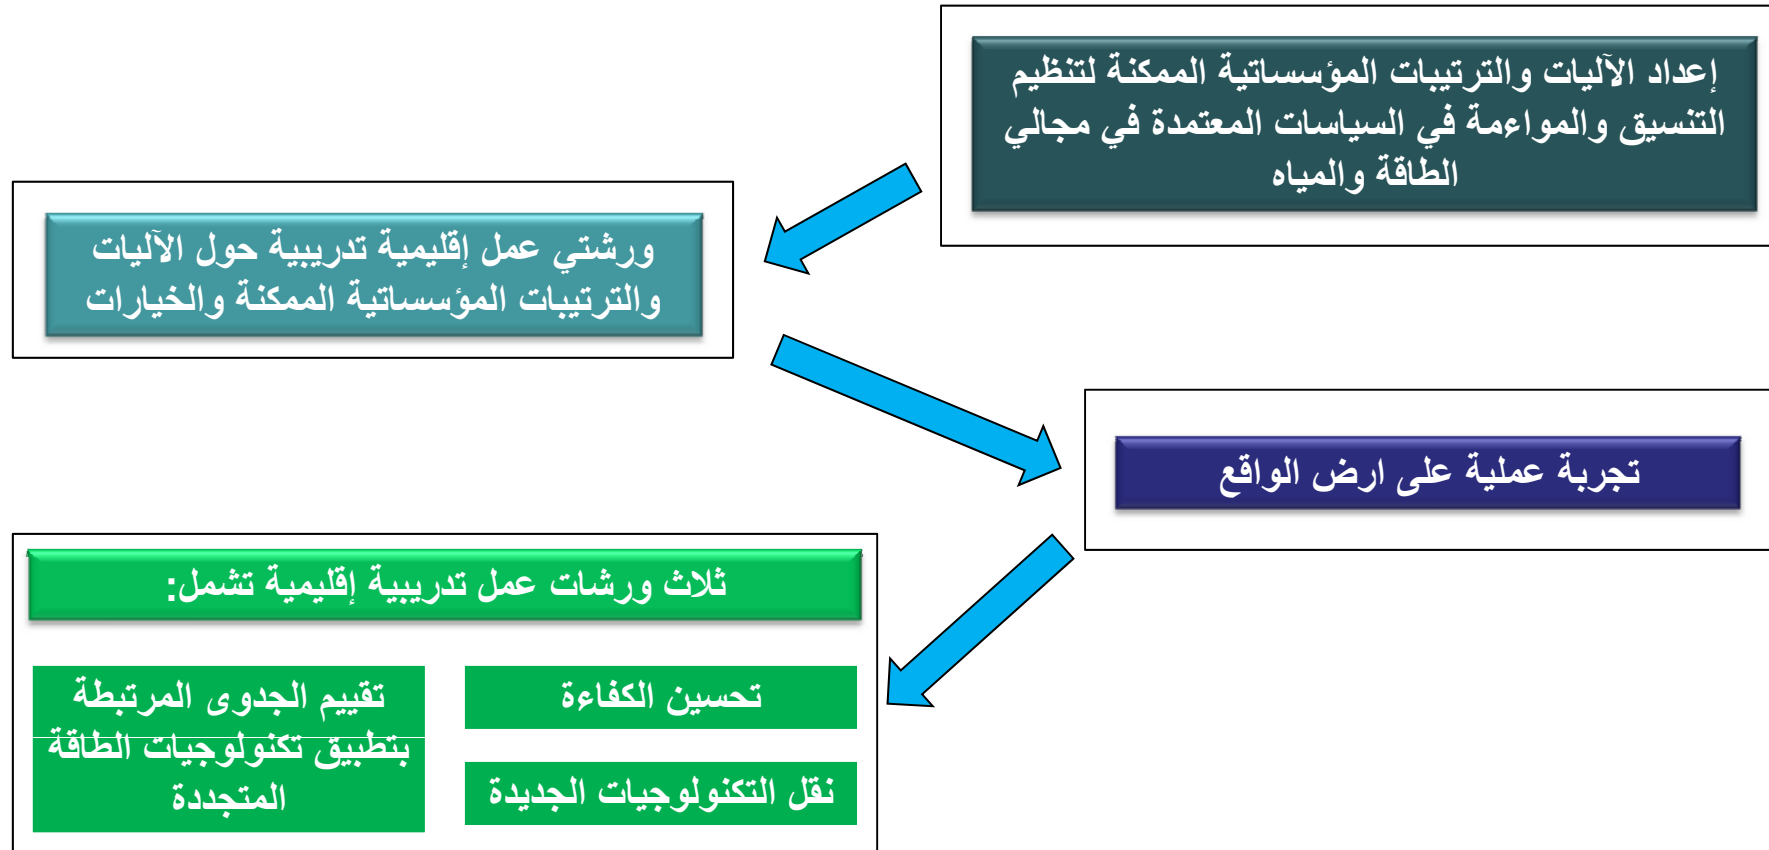 إعداد الآليات والترتيبات المؤسساتية الممكنة لتنظيم
التنسيق والمواءمة في السياسات المعتمدة في مجالي
الطاقة والمياه
ورشتي عمل إقليمية تدريبية حول الآليات
والترتيبات المؤسساتية الممكنة والخيارات
تجربة عملية على ارض الواقع
ثلاث ورشات عمل تدريبية إقليمية تشمل:
تحسين الكفاءة
نقل التكنولوجيات الجديدة
تقييم الجدوى المرتبطة
بتطبيق تكنولوجيات الطاقة
المتجددة